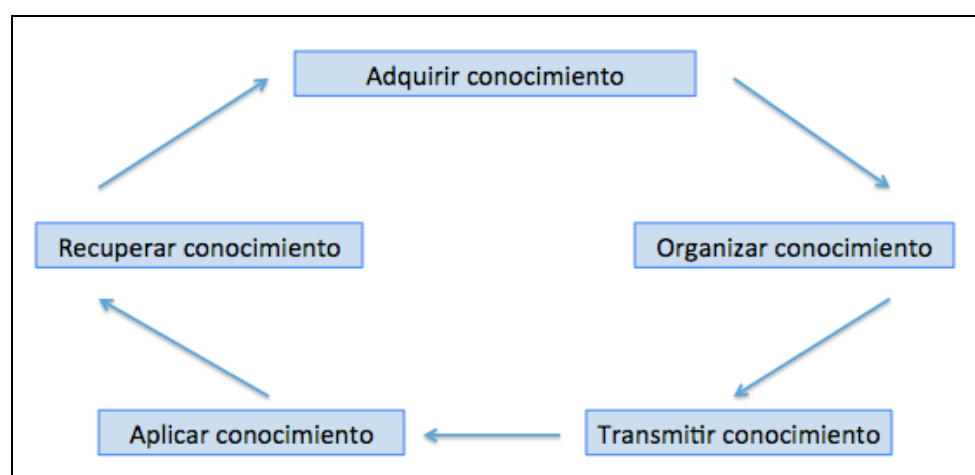 Adquirir conocimiento
Recuperar conocimiento
Organizar conocimiento
Aplicar conocimiento
Transmitir conocimiento